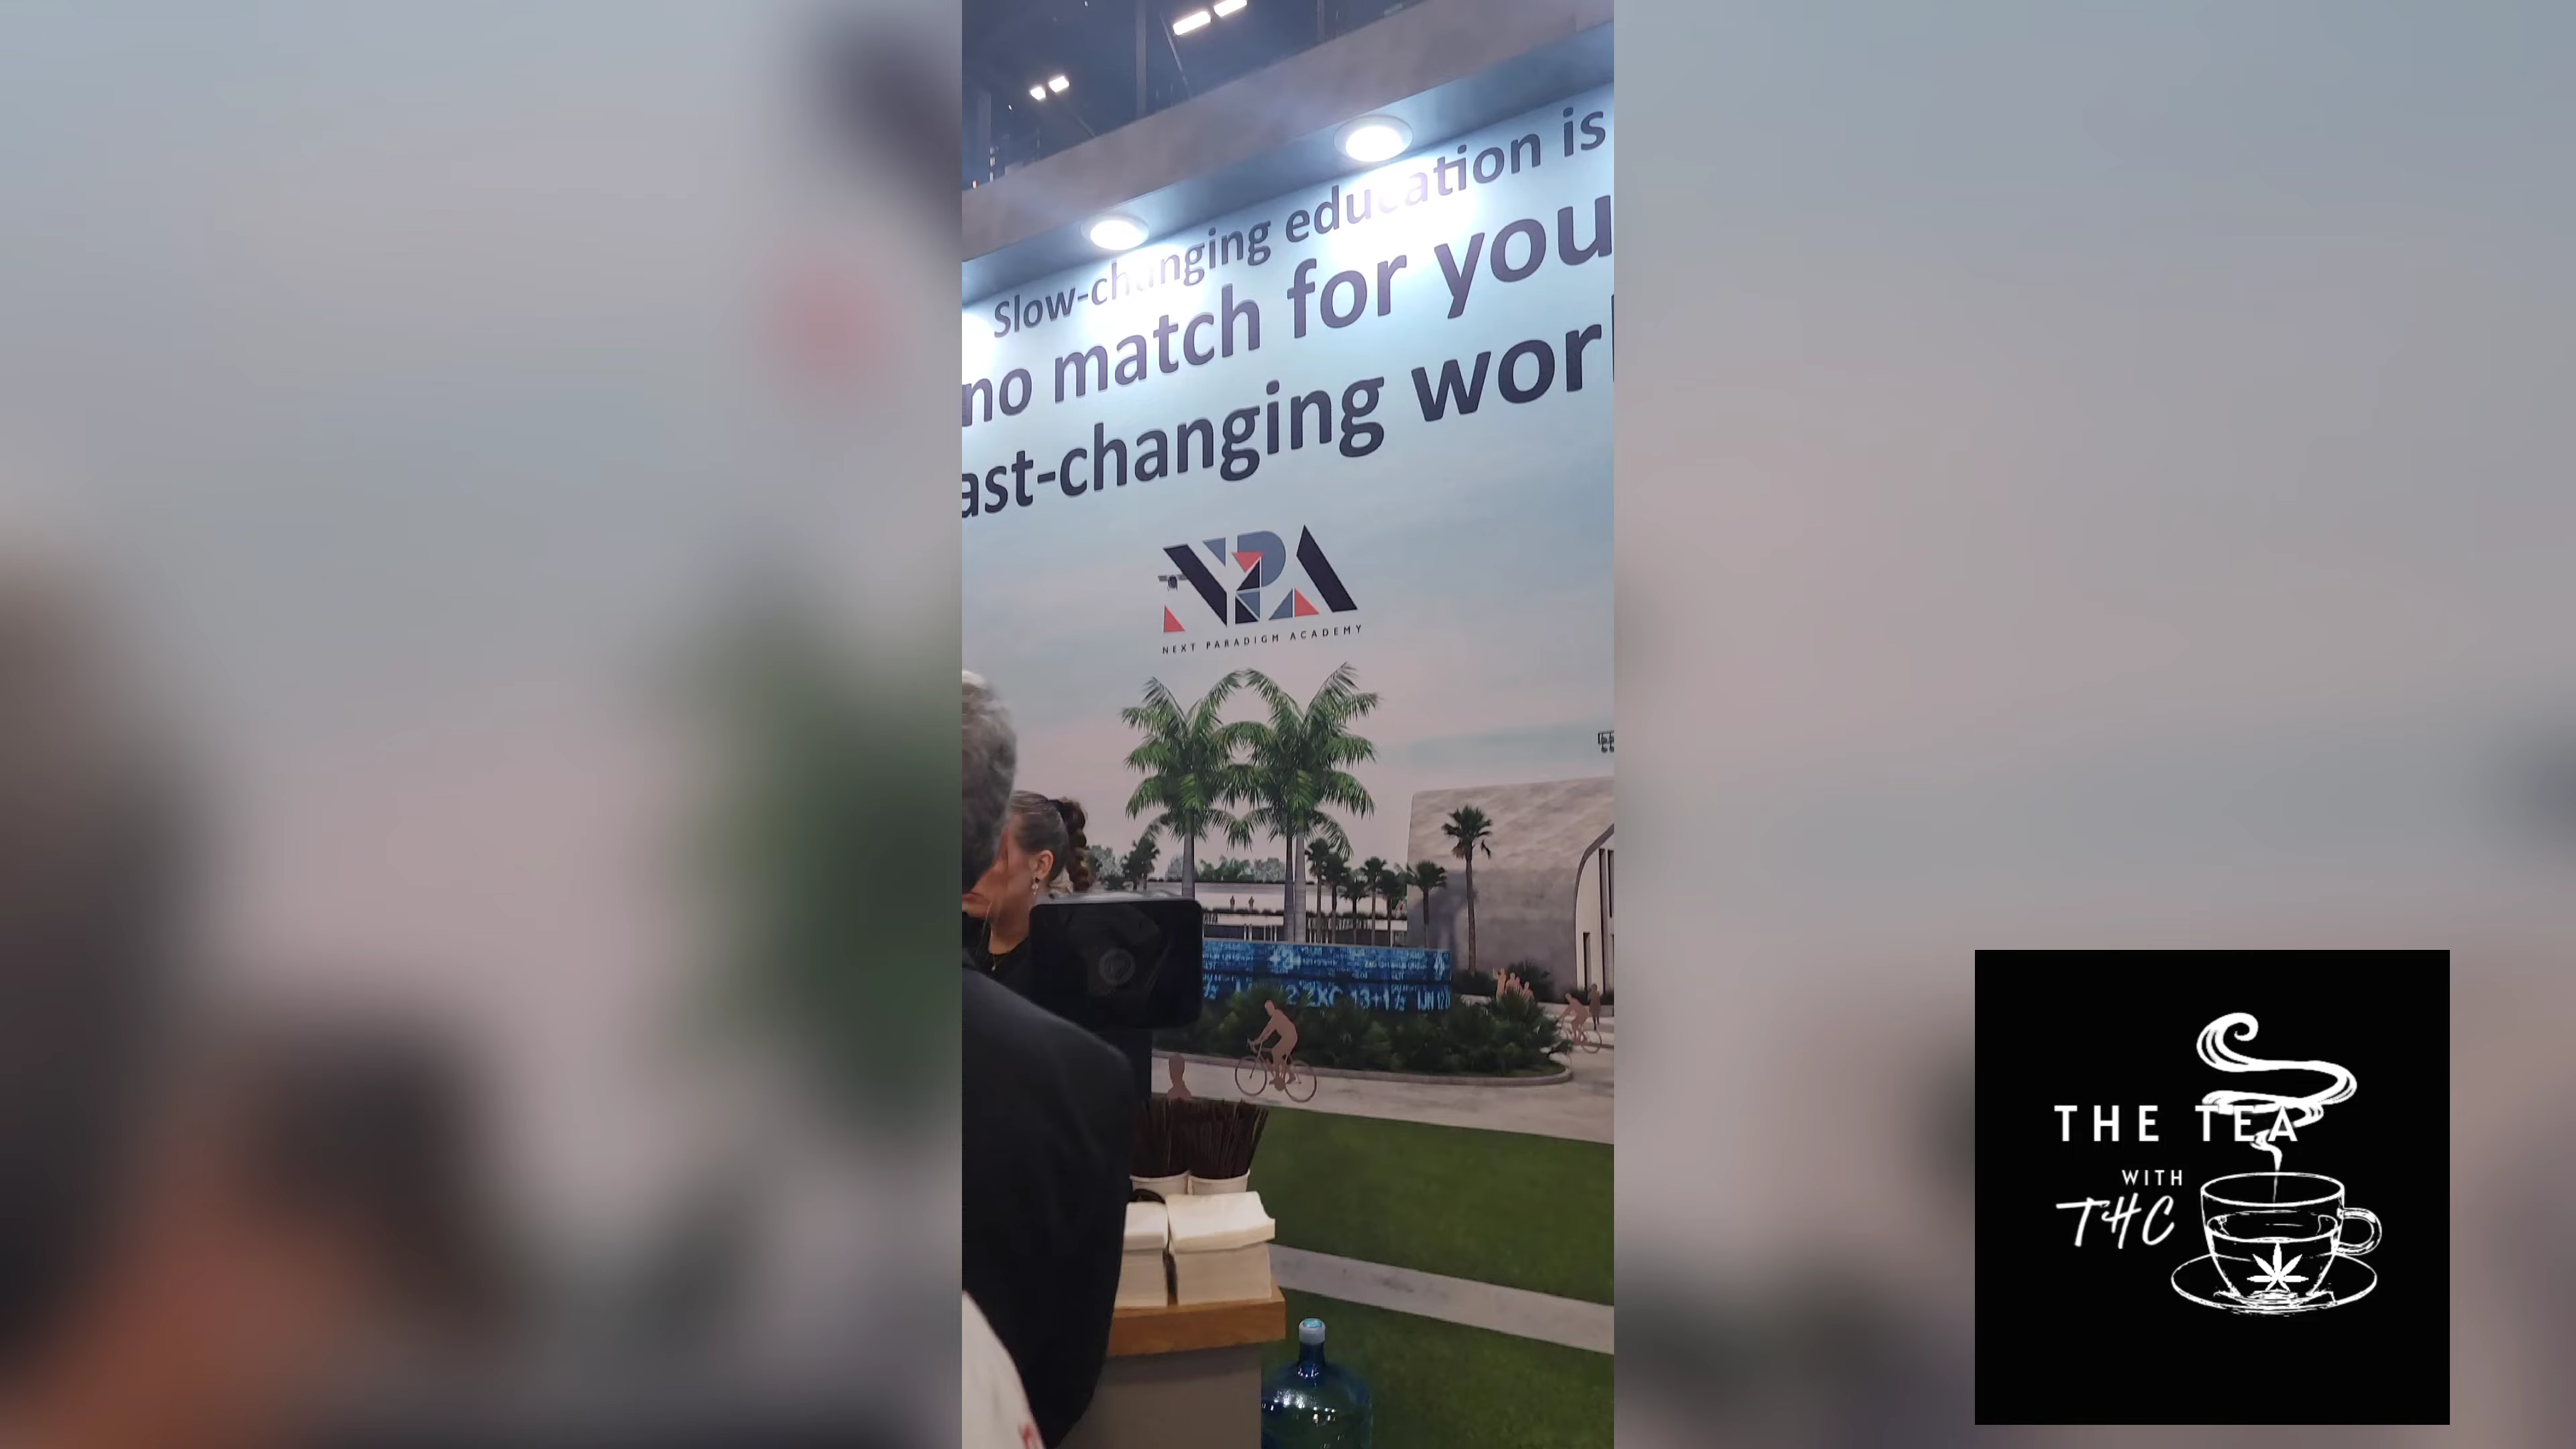 Slow-changing education is
no match for you
ast-changing worl
NPA
NEXT PARADIGM ACADEMY
THE TEA
WITH
THC